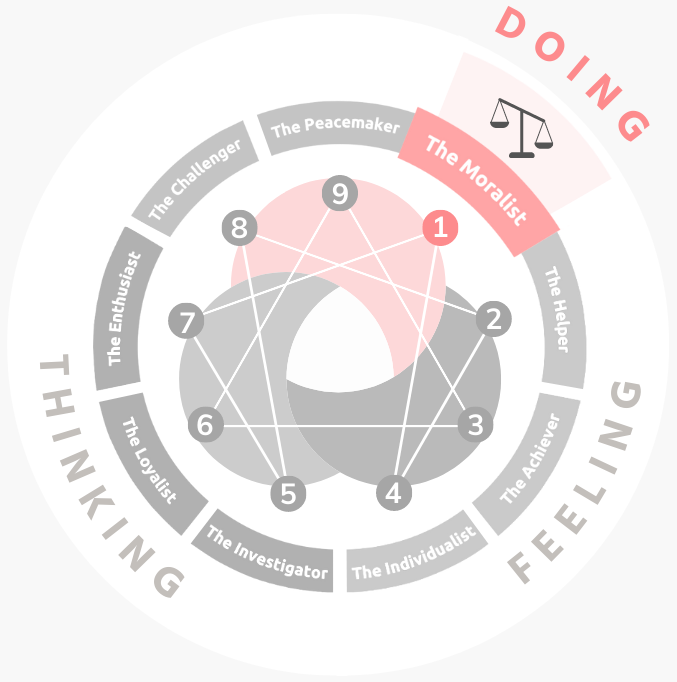 DOING
The Peacemaker
The Moralist
The Challenger
The Helper
The Enthusiast
The Achiever
The Loyalist
The Individualist
The Investigator
THINKING
FEELING
9
8
1
7
2
6
3
5
4